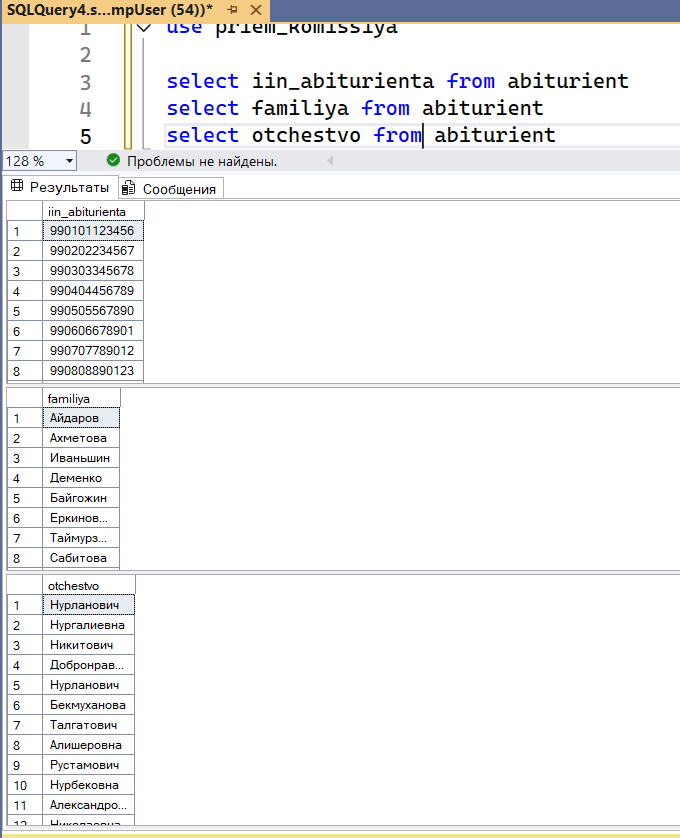 SQLQuery4.s...mpUser (54))*
1 use priem_komissiya
2
3 select iin_abiturienta from abiturient
4 select familiya from abiturient
5 select otchestvo from abiturient
128 % Проблемы не найдены.
Результаты Сообщения
iin_abiturienta
1 990101123456
2 990202234567
3 990303345678
4 990404456789
5 990505567890
6 990606678901
7 990707789012
8 990808890123
familiya
1 Айдаров
2 Ахметова
3 Иваньшин
4 Деменко
5 Байгожин
6 Еркинов...
7 Таймурз...
8 Сабитова
otchestvo
1 Нурланович
2 Нургалиевна
3 Никитович
4 Добронрав...
5 Нурланович
6 Бекмуханова
7 Талгатович
8 Алишеровна
9 Рустамович
10 Нурбековна
11 Александро...
12 Николаевна